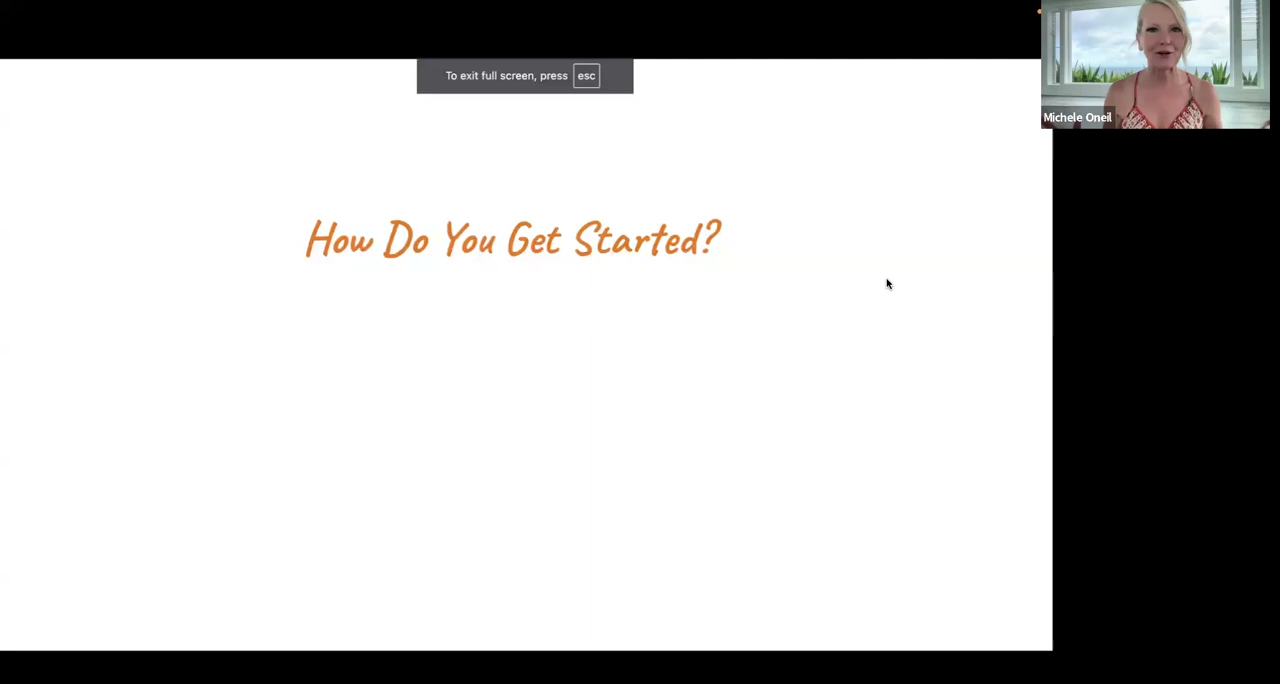 To exit full screen, press esc
Michele Oneil
How Do You Get Started?